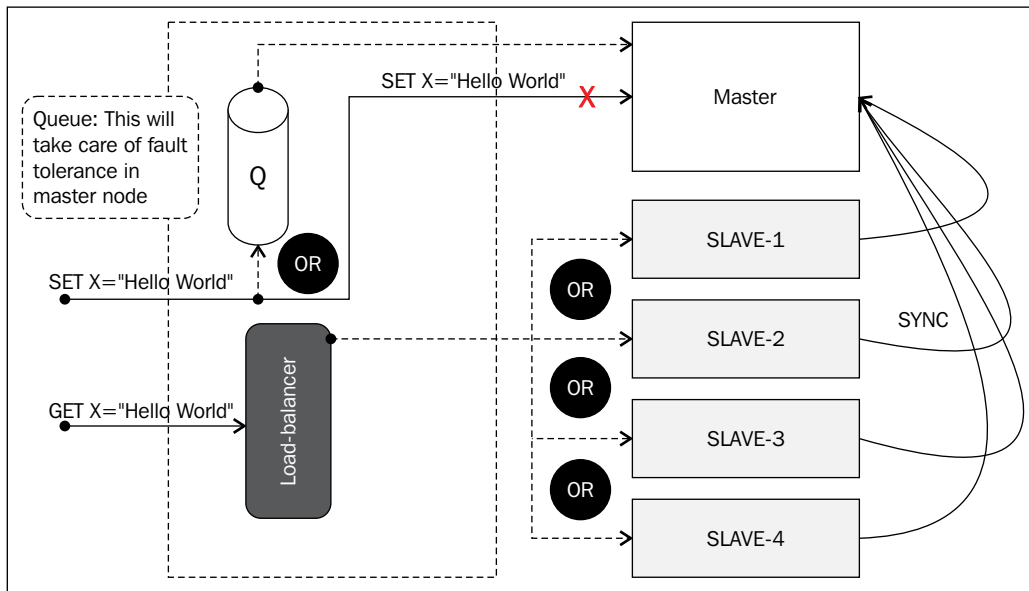 SET X="Hello World"
Master
Queue: This will
take care of fault
tolerance in
master node
Q
SLAVE-1
OR
SET X="Hello World"
OR
SLAVE-2
SYNC
OR
GET X="Hello World"
Load-balancer
SLAVE-3
OR
SLAVE-4